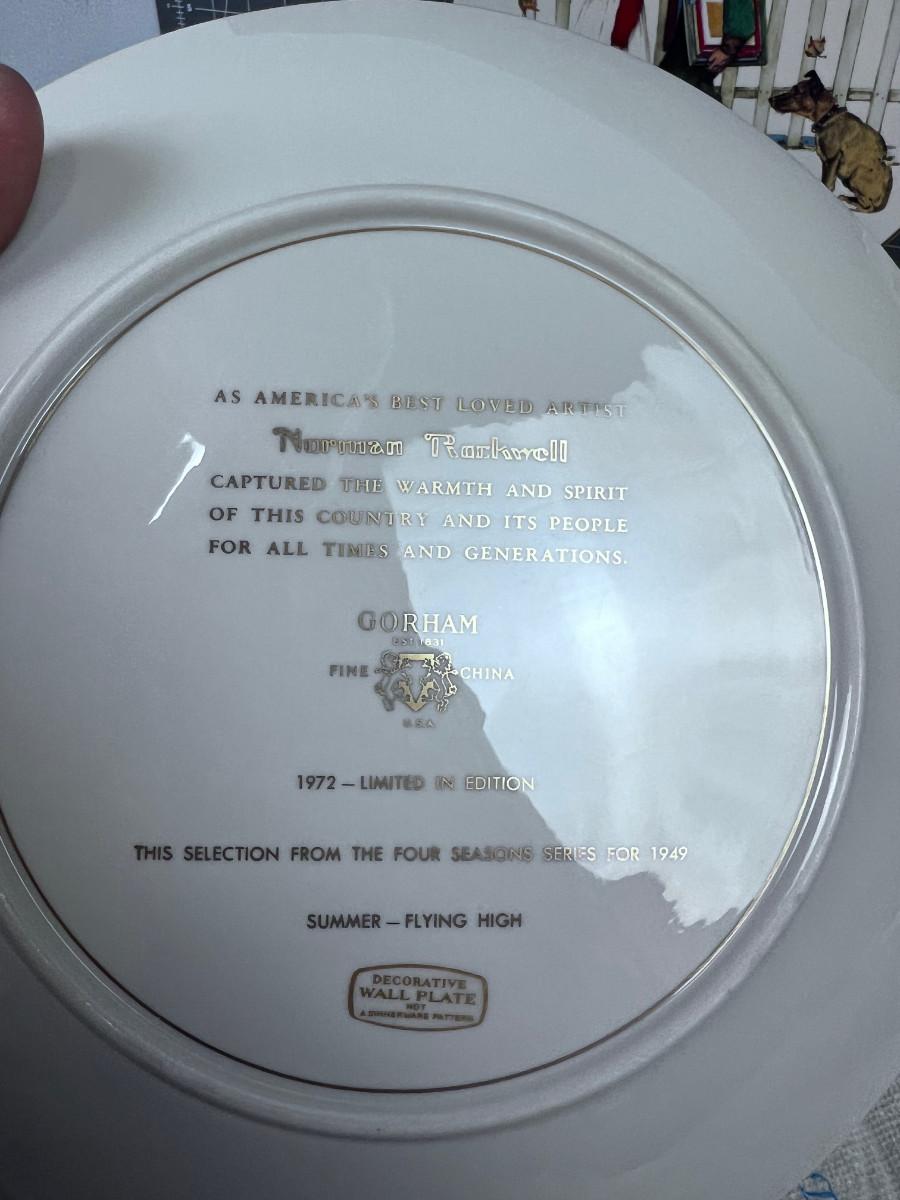 AS AMERICA'S BEST LOVED ARTIST
Norman Rockwell
CAPTURED THE WARMTH AND SPIRIT
OF THIS COUNTRY AND ITS PEOPLE
FOR ALL TIMES AND GENERATIONS.
GORHAM
EST 1831
FINE CHINA
U.S.A.
1972 – LIMITED IN EDITION
THIS SELECTION FROM THE FOUR SEASONS SERIES FOR 1949
SUMMER – FLYING HIGH
DECORATIVE
WALL PLATE
NOT
A DINNERWARE PATTERN